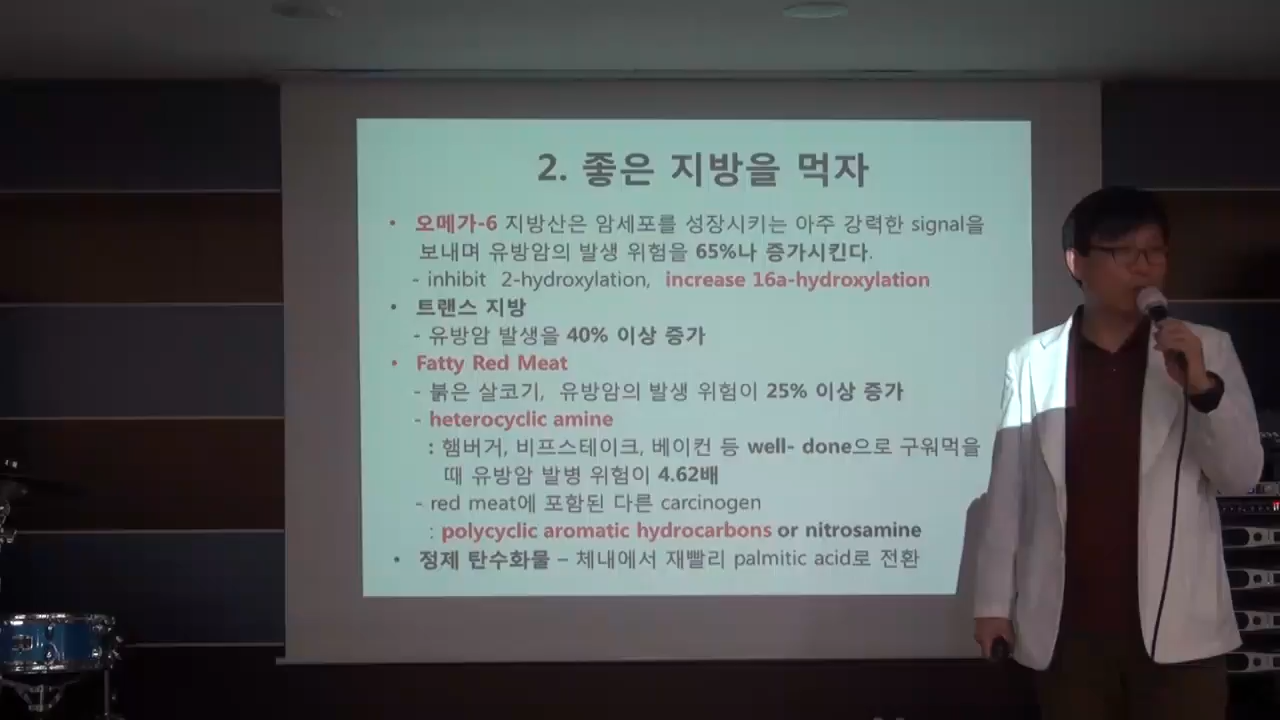 2. 좋은 지방을 먹자
• 오메가-6 지방산은 암세포를 성장시키는 아주 강력한 signal을
보내며 유방암의 발생 위험을 65%나 증가시킨다.
- inhibit 2-hydroxylation, increase 16a-hydroxylation
• 트랜스 지방
- 유방암 발생을 40% 이상 증가
• Fatty Red Meat
- 붉은 살코기, 유방암의 발생 위험이 25% 이상 증가
- heterocyclic amine
: 햄버거, 비프스테이크, 베이컨 등 well- done으로 구워먹을
때 유방암 발병 위험이 4.62배
- red meat에 포함된 다른 carcinogen
: polycyclic aromatic hydrocarbons or nitrosamine
• 정제 탄수화물 – 체내에서 재빨리 palmitic acid로 전환